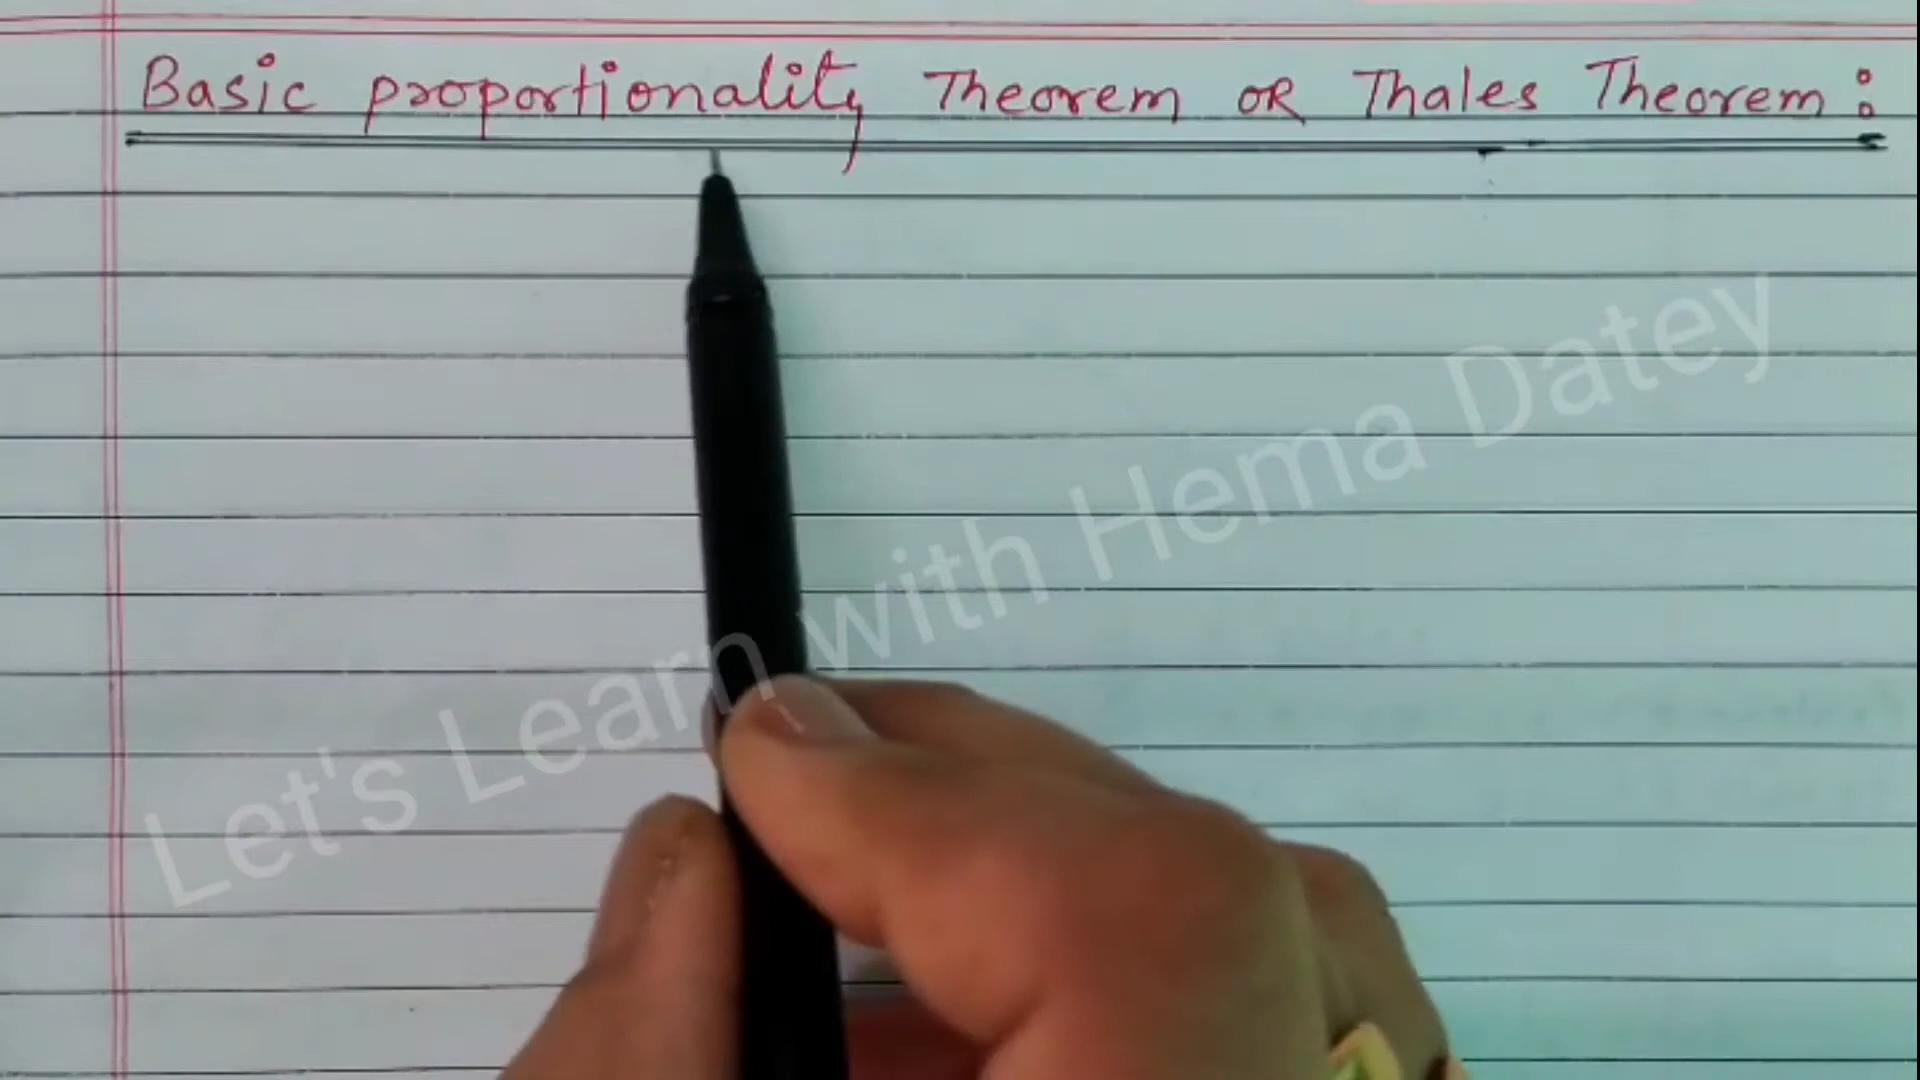 Basic proportionality Theorem OR Thales Theorem :
Let's Learn with Hema Datey